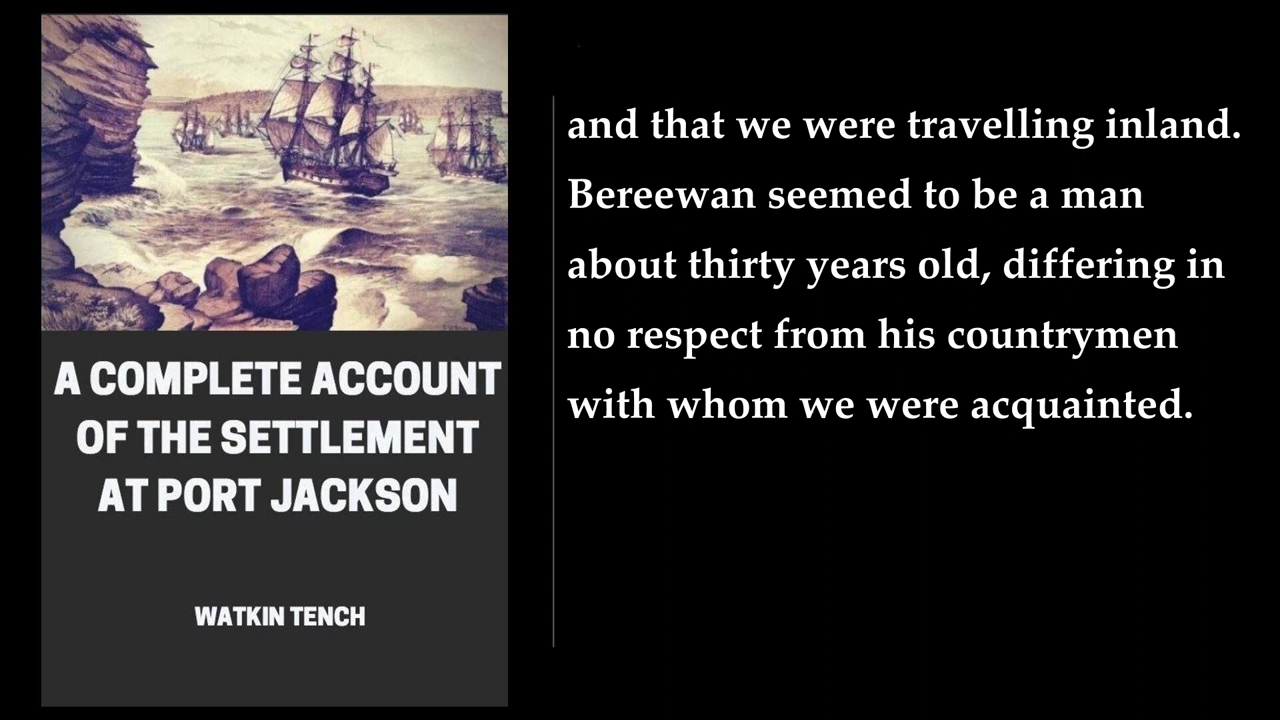 A COMPLETE ACCOUNT
OF THE SETTLEMENT
AT PORT JACKSON
WATKIN TENCH
and that we were travelling inland.
Bereewan seemed to be a man
about thirty years old, differing in
no respect from his countrymen
with whom we were acquainted.